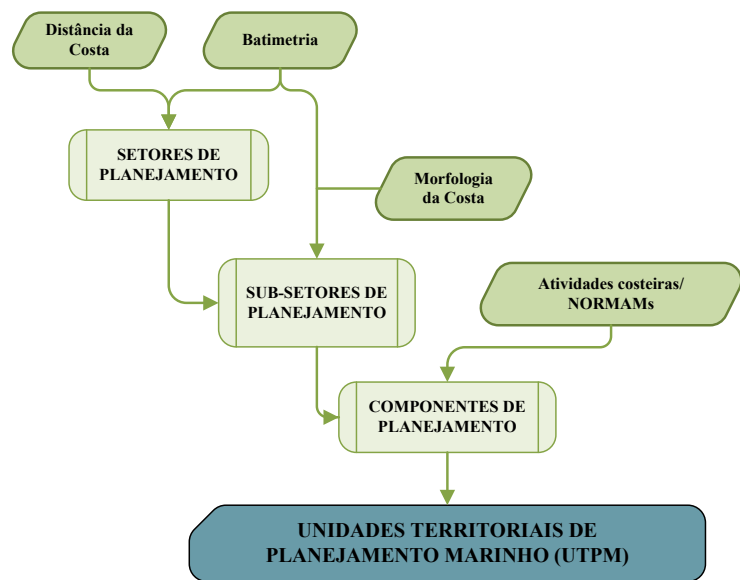 Distância da
Costa
Batimetria
SETORES DE
PLANEJAMENTO
Morfologia
da Costa
SUB-SETORES DE
PLANEJAMENTO
Atividades costeiras/
NORMAMs
COMPONENTES DE
PLANEJAMENTO
UNIDADES TERRITORIAIS DE
PLANEJAMENTO MARINHO (UTPM)